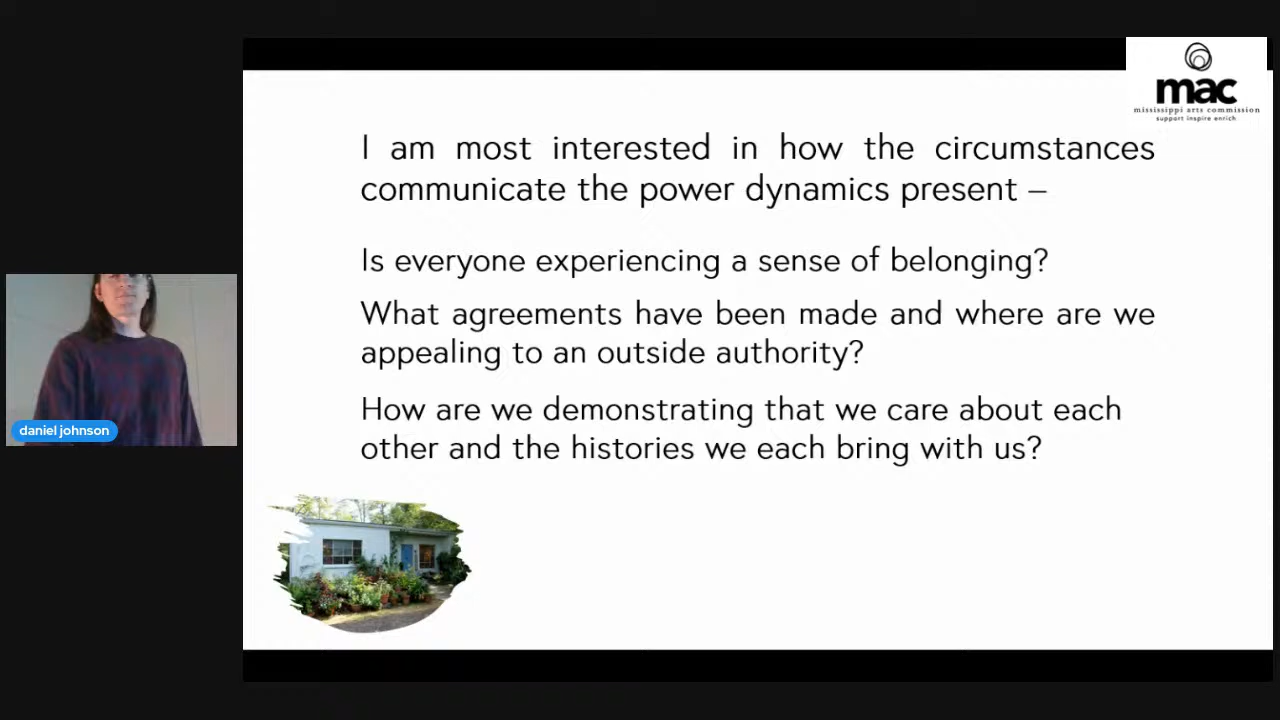 mac
mississippi arts commission
support inspire enrich
I am most interested in how the circumstances
communicate the power dynamics present –
Is everyone experiencing a sense of belonging?
What agreements have been made and where are we
appealing to an outside authority?
How are we demonstrating that we care about each
other and the histories we each bring with us?
daniel johnson